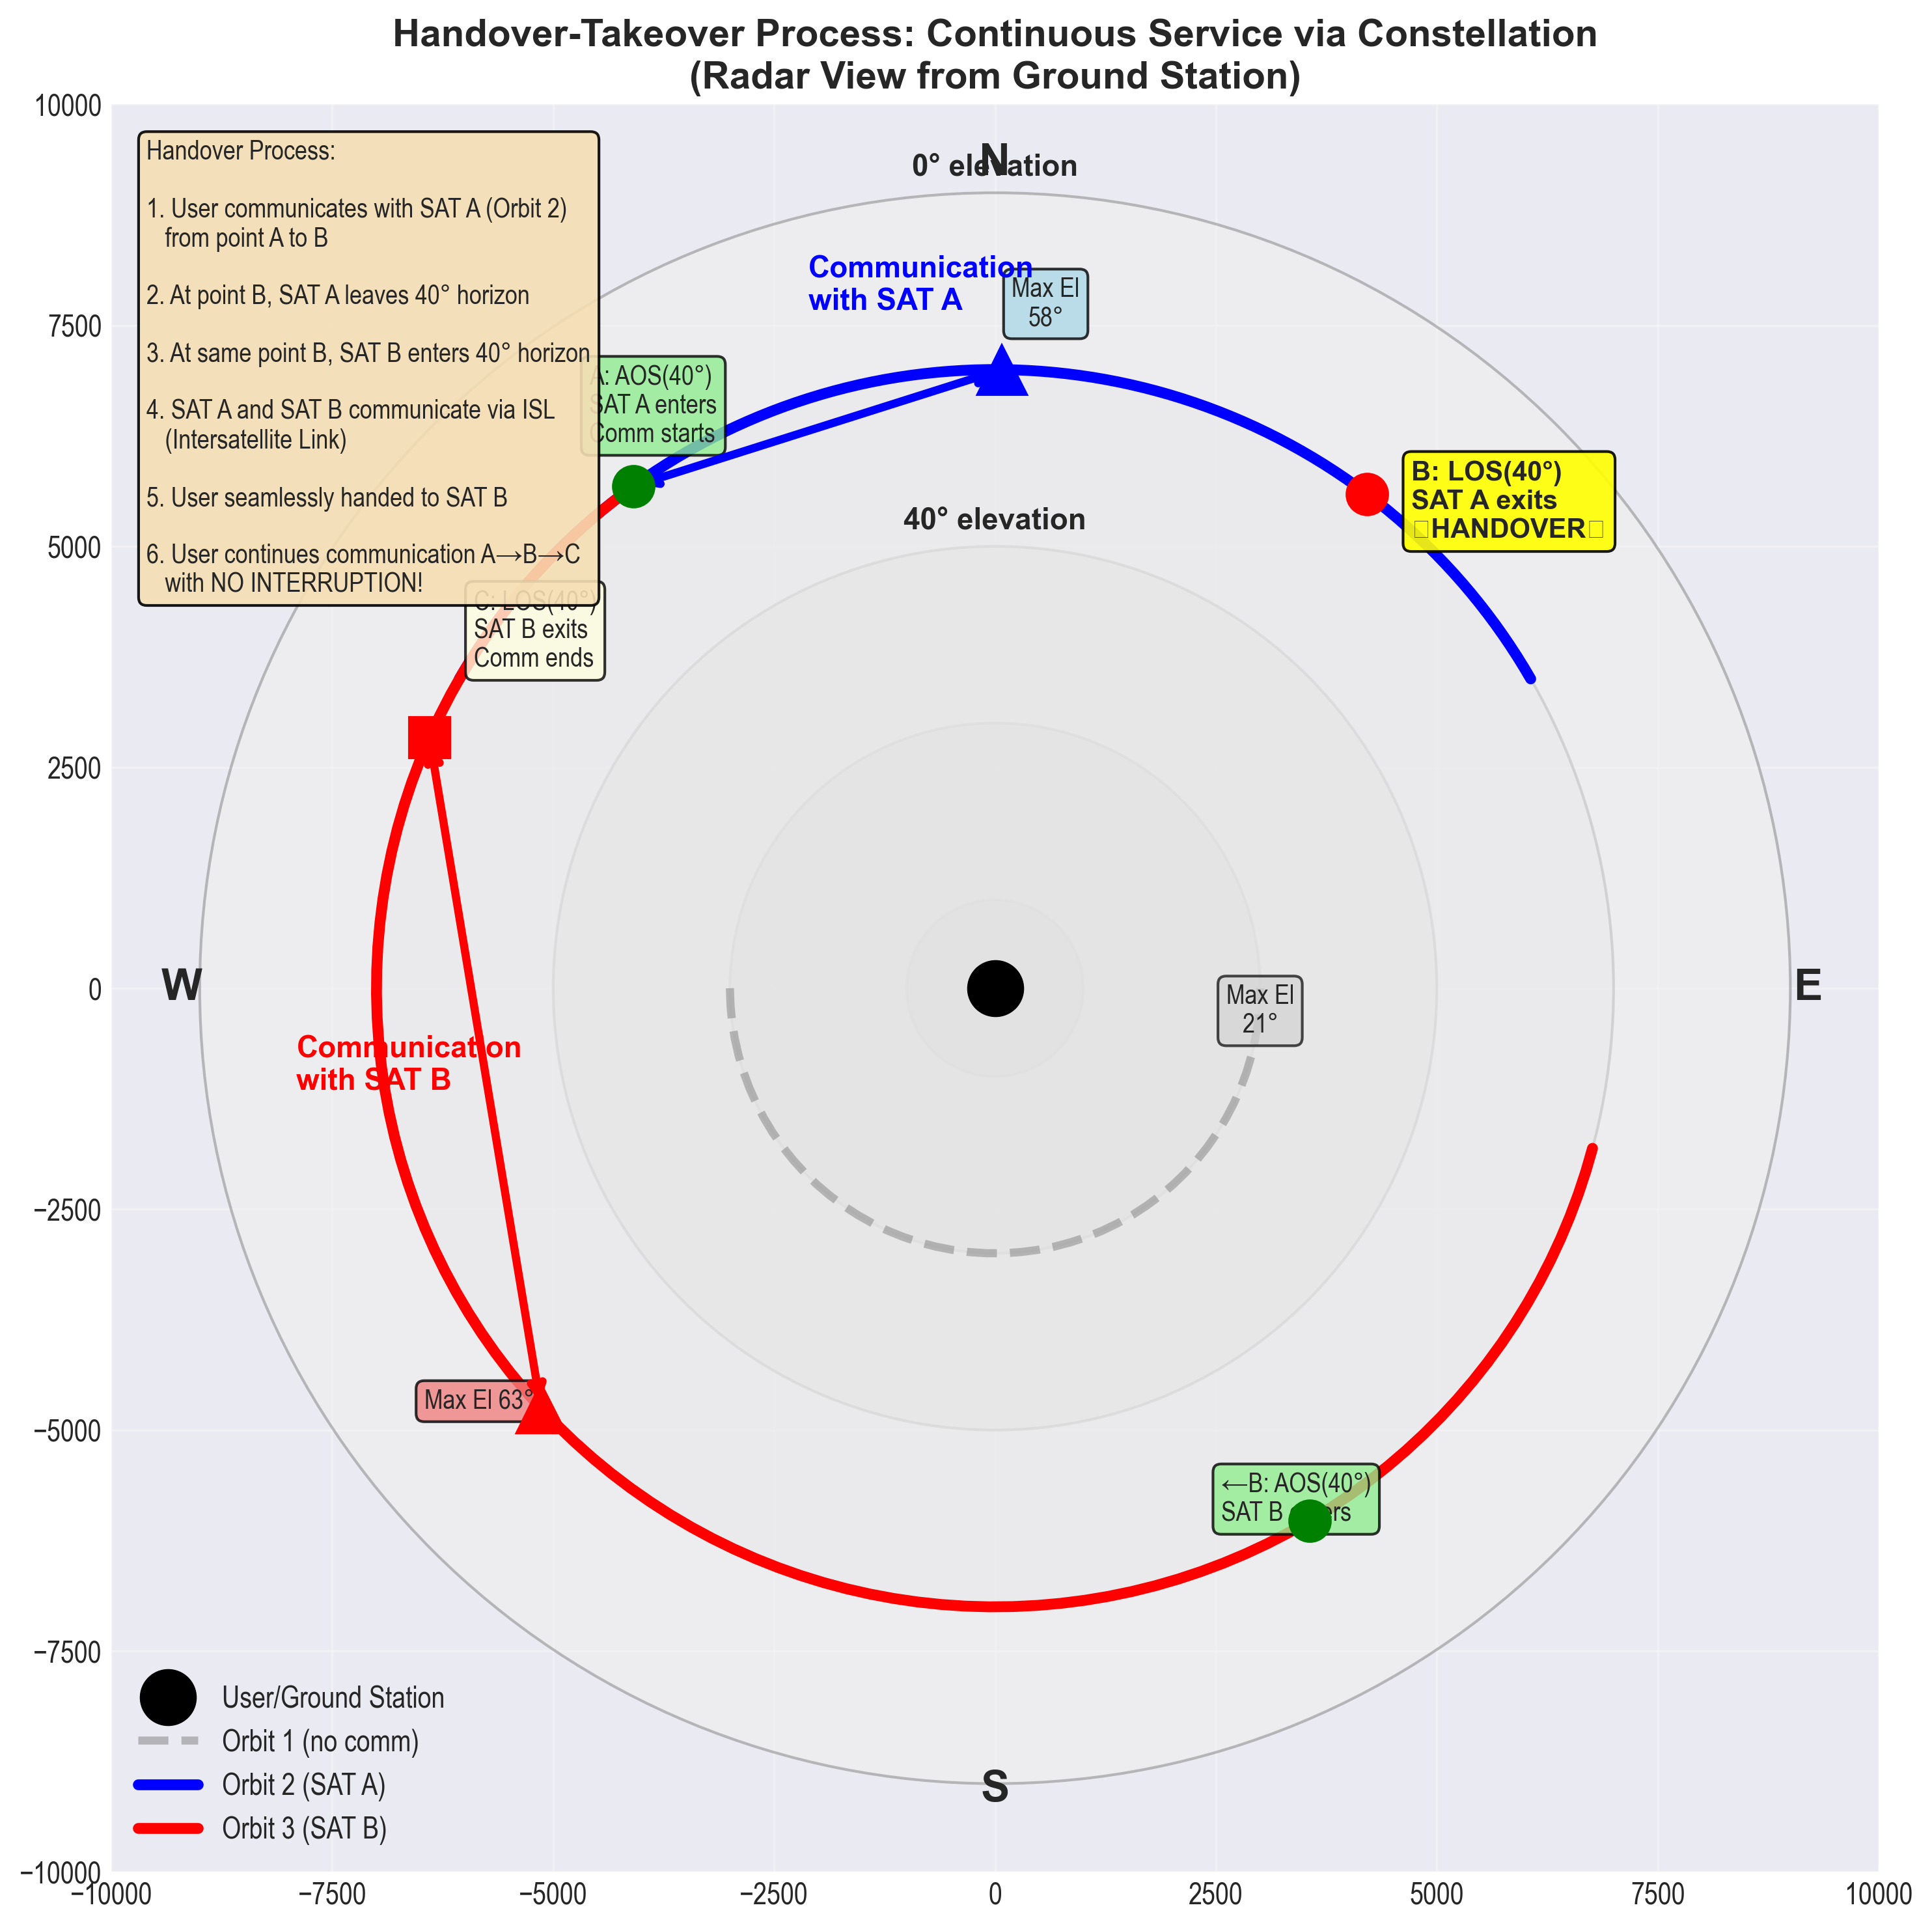 Handover-Takeover Process: Continuous Service via Constellation
(Radar View from Ground Station)
10000
7500
5000
2500
0
−2500
−5000
−7500
−10000
Handover Process:
1. User communicates with SAT A (Orbit 2)
from point A to B
2. At point B, SAT A leaves 40° horizon
3. At same point B, SAT B enters 40° horizon
4. SAT A and SAT B communicate via ISL
(Intersatellite Link)
5. User seamlessly handed to SAT B
6. User continues communication A→B→C
with NO INTERRUPTION!
N
0° elevation
Communication
with SAT A
Max El
58°
A: AOS(40°)
SAT A enters
Comm starts
B: LOS(40°)
SAT A exits
HANDOVER
40° elevation
C: LOS(40°)
SAT B exits
Comm ends
W
E
Max El
21°
Communication
with SAT B
Max El 63°
←B: AOS(40°)
SAT B enters
S
User/Ground Station
Orbit 1 (no comm)
Orbit 2 (SAT A)
Orbit 3 (SAT B)
−10000
−7500
−5000
−2500
0
2500
5000
7500
10000